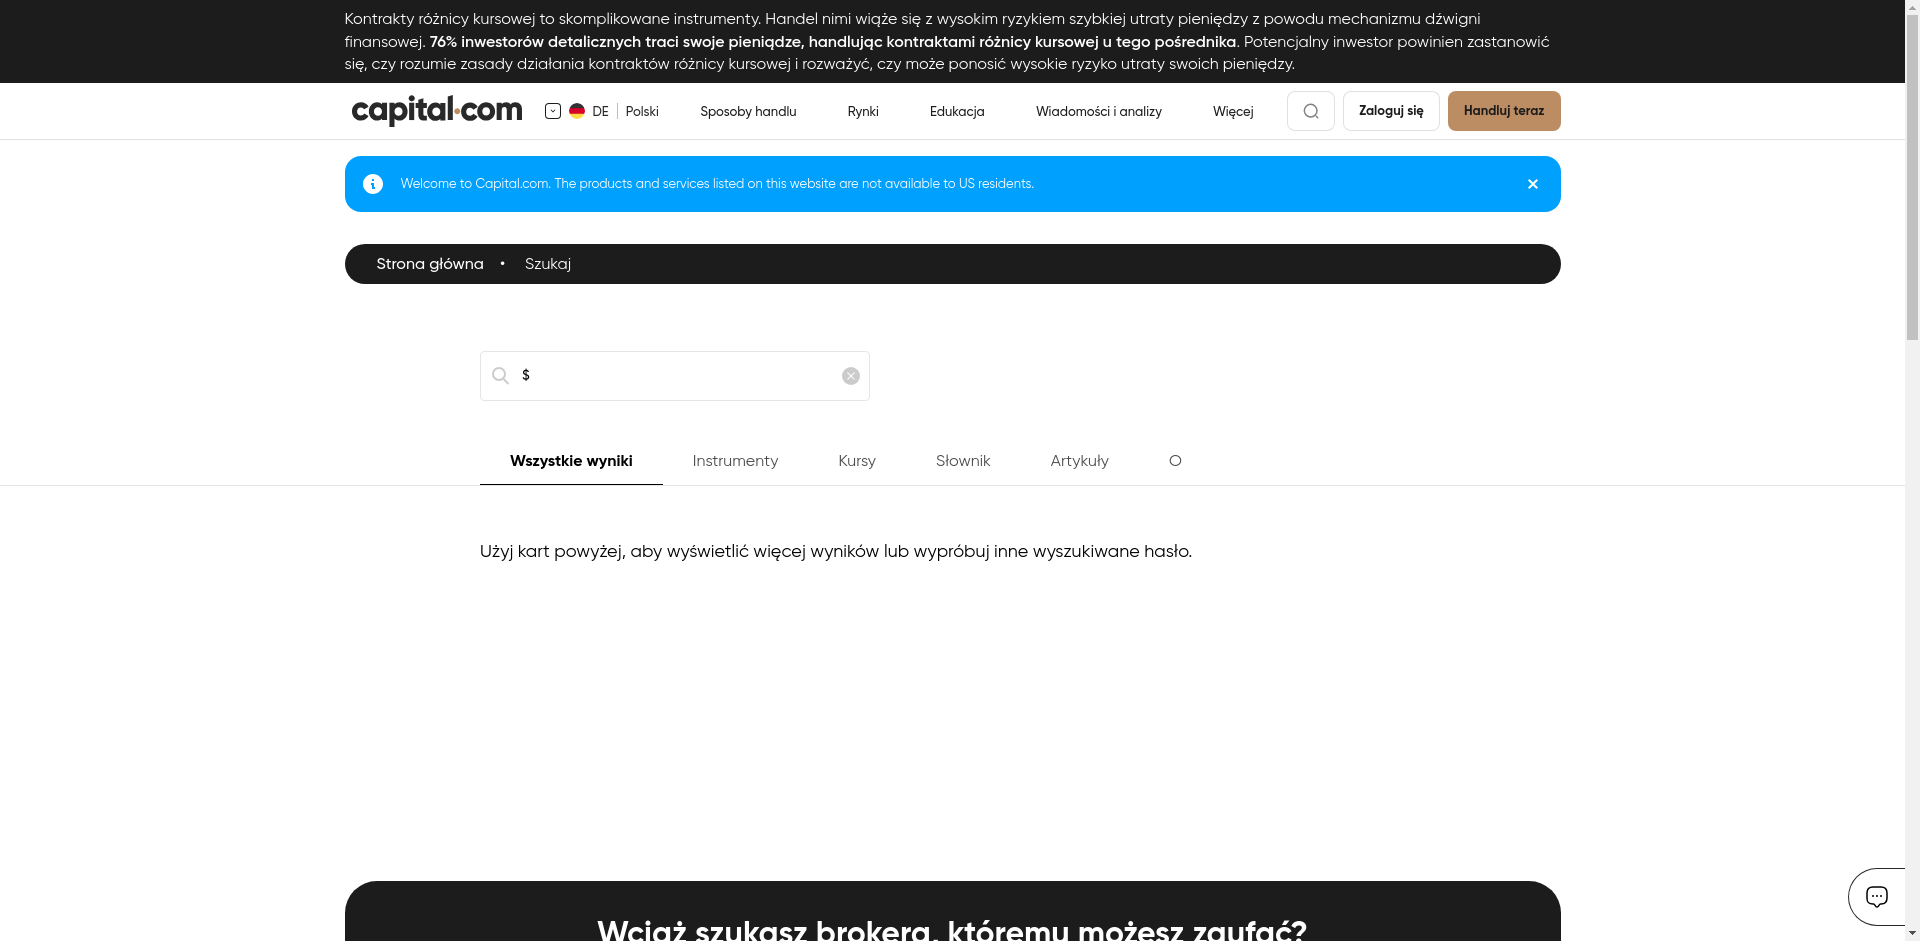 Kontrakty różnicy kursowej to skomplikowane instrumenty. Handel nimi wiąże się z wysokim ryzykiem szybkiej utraty pieniędzy z powodu mechanizmu dźwigni
finansowej. 76% inwestorów detalicznych traci swoje pieniądze, handlując kontraktami różnicy kursowej u tego pośrednika. Potencjalny inwestor powinien zastanowić
się, czy rozumie zasady działania kontraktów różnicy kursowej i rozważyć, czy może ponosić wysokie ryzyko utraty swoich pieniędzy.
capital.com DE Polski Sposoby handlu Rynki Edukacja Wiadomości i analizy Więcej Zaloguj się Handluj teraz
Welcome to Capital.com. The products and services listed on this website are not available to US residents.
Strona główna • Szukaj
$
Wszystkie wyniki Instrumenty Kursy Słownik Artykuły O
Użyj kart powyżej, aby wyświetlić więcej wyników lub wypróbuj inne wyszukiwane hasło.
Wciąż szukasz brokera, któremu możesz zaufać?